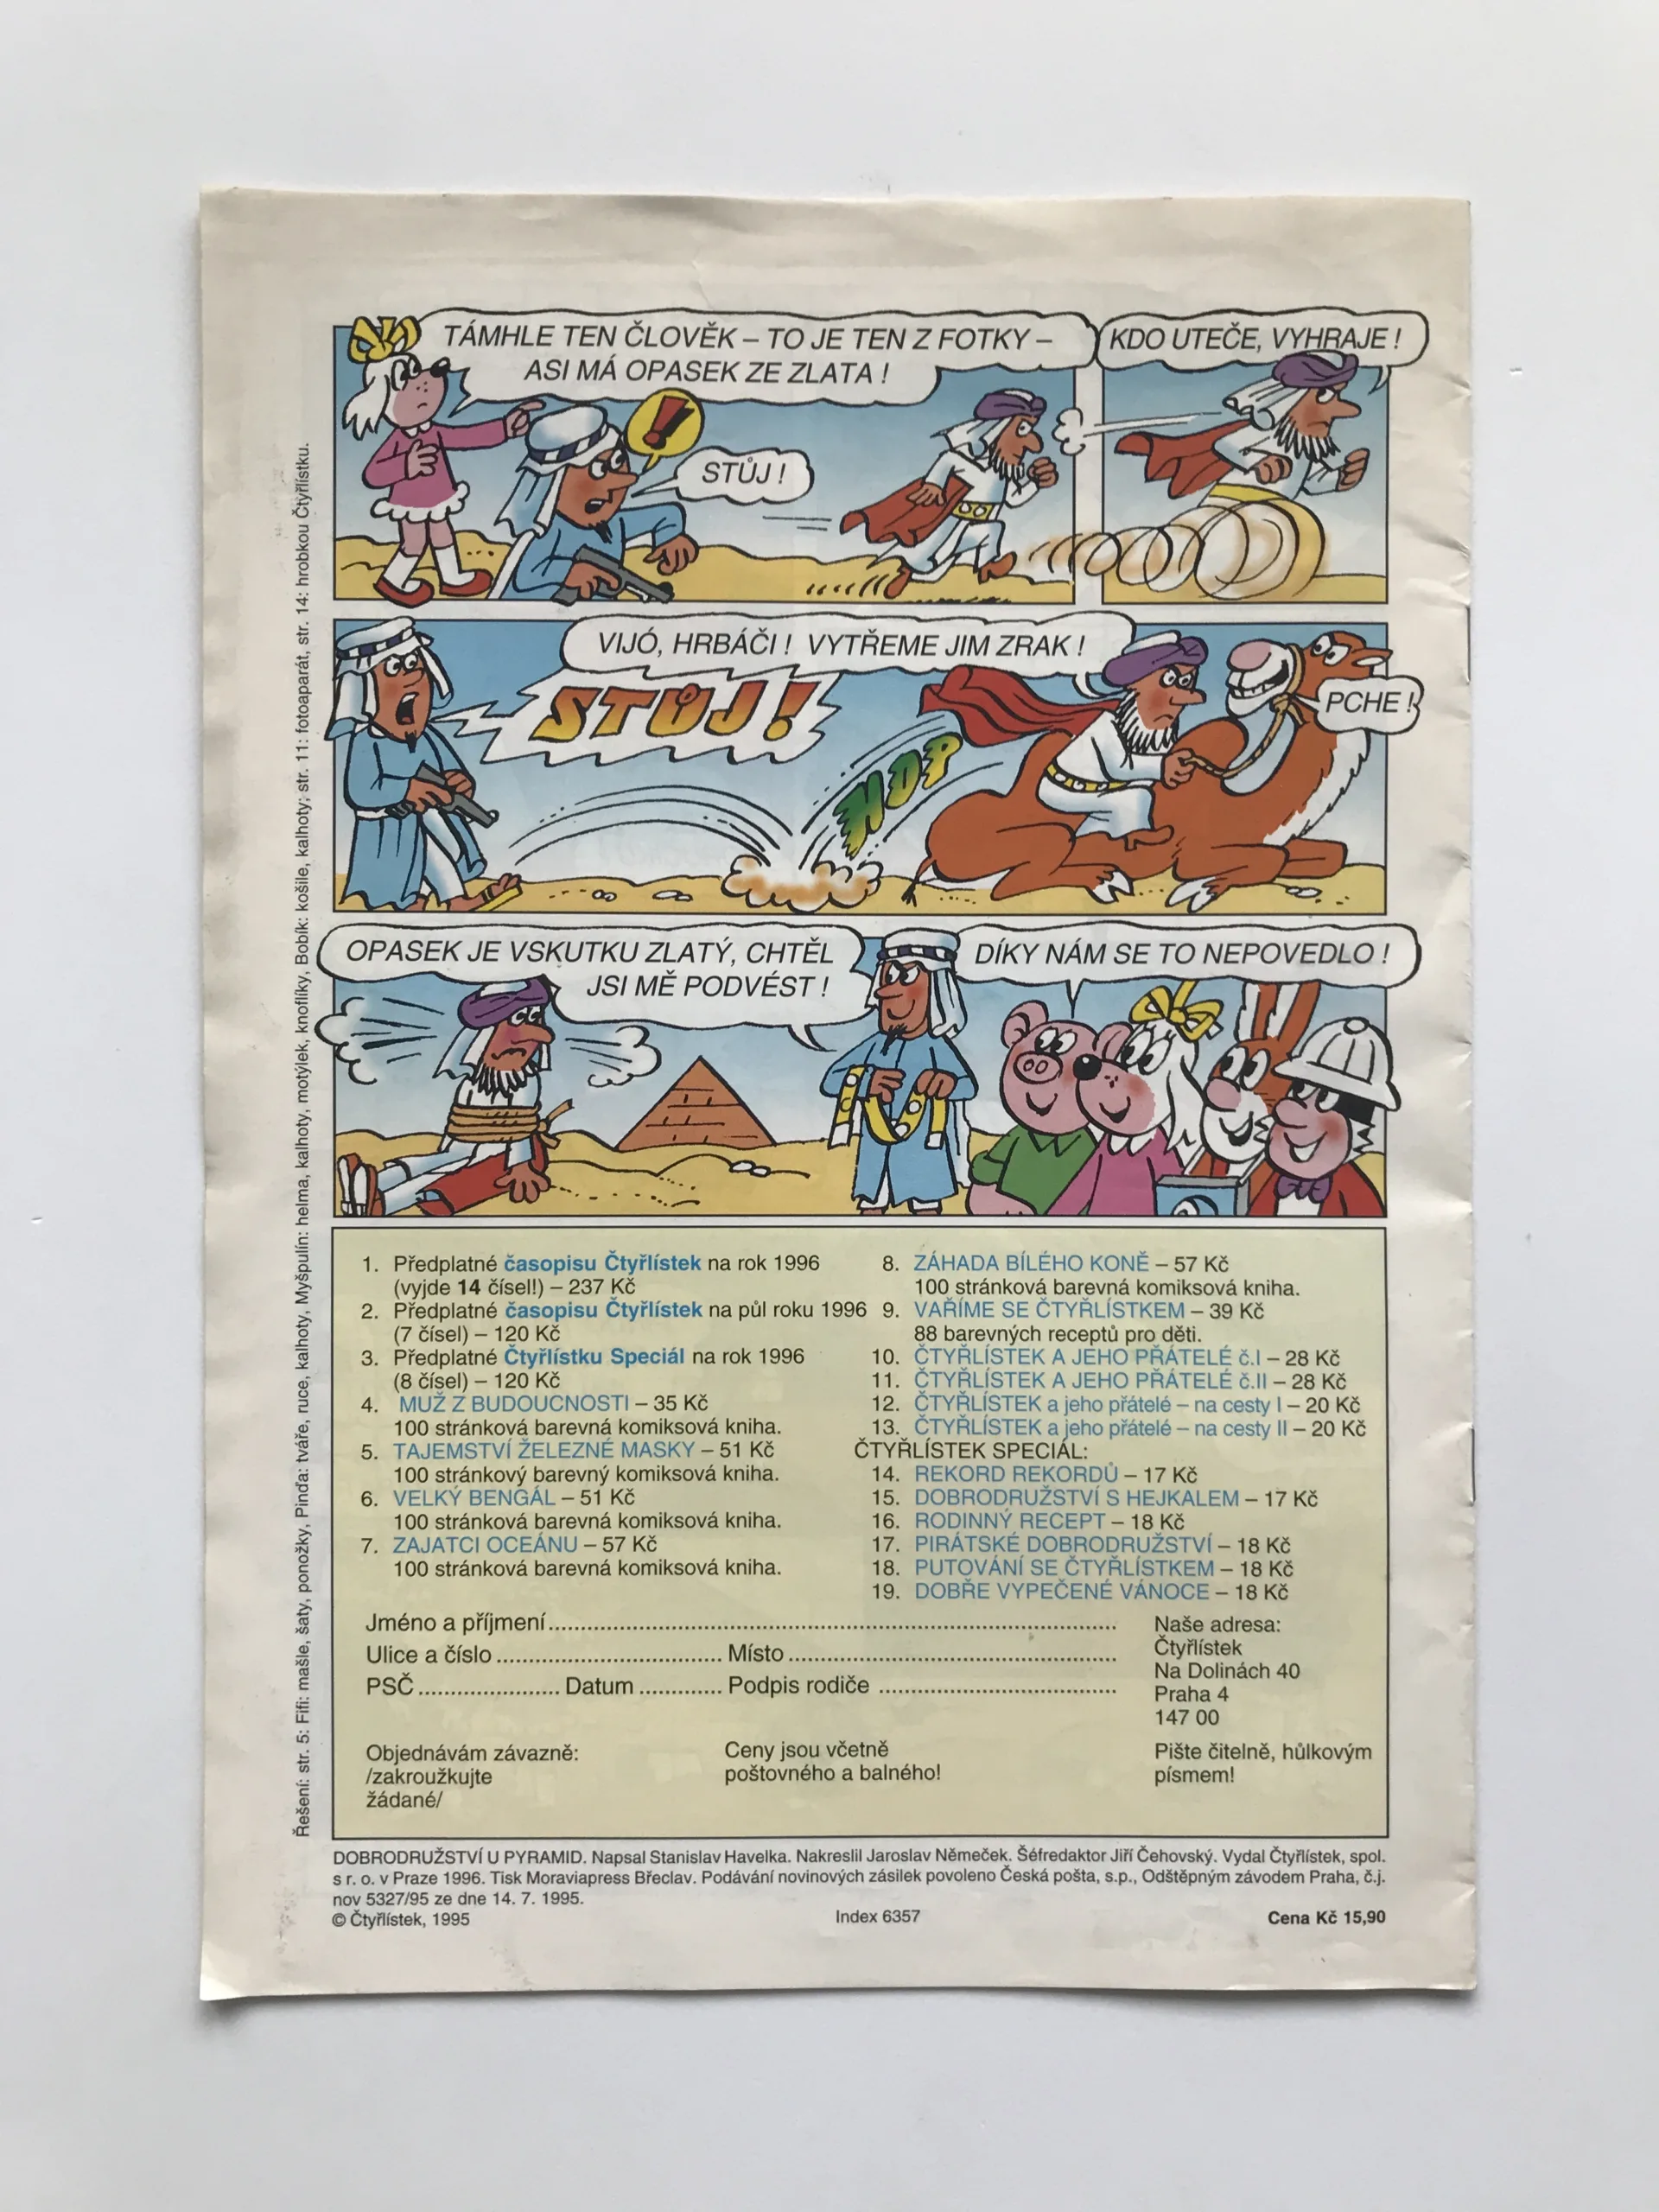 TÁMHLE TEN ČLOVĚK – TO JE TEN Z FOTKY –
ASI MÁ OPASEK ZE ZLATA !
STŮJ !
KDO UTEČE, VYHRAJE !
VIJÓ, HRBÁČI ! VYTŘEME JIM ZRAK !
STŮJ !
HOP
PCHE !
OPASEK JE VSKUTKU ZLATÝ, CHTĚL
JSI MĚ PODVÉST !
DÍKY NÁM SE TO NEPOVEDLO !
Řešení: str. 5: Fifi: mašle, šaty, ponožky, Pinďa: tváře, ruce, kalhoty, Myšpulín: helma, kalhoty, motýlek, knoflíky, Bobík: košile, kalhoty; str. 11: fotoaparát, str. 14: hrobkou Čtyřlístku.
1. Předplatné časopisu Čtyřlístek na rok 1996
(vyjde 14 čísel!) – 237 Kč
2. Předplatné časopisu Čtyřlístek na půl roku 1996
(7 čísel) – 120 Kč
3. Předplatné Čtyřlístku Speciál na rok 1996
(8 čísel) – 120 Kč
4. MUŽ Z BUDOUCNOSTI – 35 Kč
100 stránková barevná komiksová kniha.
5. TAJEMSTVÍ ŽELEZNÉ MASKY – 51 Kč
100 stránkový barevný komiksová kniha.
6. VELKÝ BENGÁL – 51 Kč
100 stránková barevná komiksová kniha.
7. ZAJATCI OCEÁNU – 57 Kč
100 stránková barevná komiksová kniha.
8. ZÁHADA BÍLÉHO KONĚ – 57 Kč
100 stránková barevná komiksová kniha.
9. VAŘÍME SE ČTYŘLÍSTKEM – 39 Kč
88 barevných receptů pro děti.
10. ČTYŘLÍSTEK A JEHO PŘÁTELÉ č.I – 28 Kč
11. ČTYŘLÍSTEK A JEHO PŘÁTELÉ č.II – 28 Kč
12. ČTYŘLÍSTEK a jeho přátelé – na cesty I – 20 Kč
13. ČTYŘLÍSTEK a jeho přátelé – na cesty II – 20 Kč
ČTYŘLÍSTEK SPECIÁL:
14. REKORD REKORDŮ – 17 Kč
15. DOBRODRUŽSTVÍ S HEJKALEM – 17 Kč
16. RODINNÝ RECEPT – 18 Kč
17. PIRÁTSKÉ DOBRODRUŽSTVÍ – 18 Kč
18. PUTOVÁNÍ SE ČTYŘLÍSTKEM – 18 Kč
19. DOBŘE VYPEČENÉ VÁNOCE – 18 Kč
Jméno a příjmení ........................................
Ulice a číslo .................... Místo ....................
PSČ .................... Datum ............ Podpis rodiče ....................
Naše adresa:
Čtyřlístek
Na Dolinách 40
Praha 4
147 00
Objednávám závazně:
/zakroužkujte
žádané/
Ceny jsou včetně
poštovného a balného!
Pište čitelně, hůlkovým
písmem!
DOBRODRUŽSTVÍ U PYRAMID. Napsal Stanislav Havelka. Nakreslil Jaroslav Němeček. Šéfredaktor Jiří Čehovský. Vydal Čtyřlístek, spol.
s r. o. v Praze 1996. Tisk Moraviapress Břeclav. Podávání novinových zásilek povoleno Česká pošta, s.p., Odštěpným závodem Praha, č.j.
nov 5327/95 ze dne 14. 7. 1995.
© Čtyřlístek, 1995
Index 6357
Cena Kč 15,90